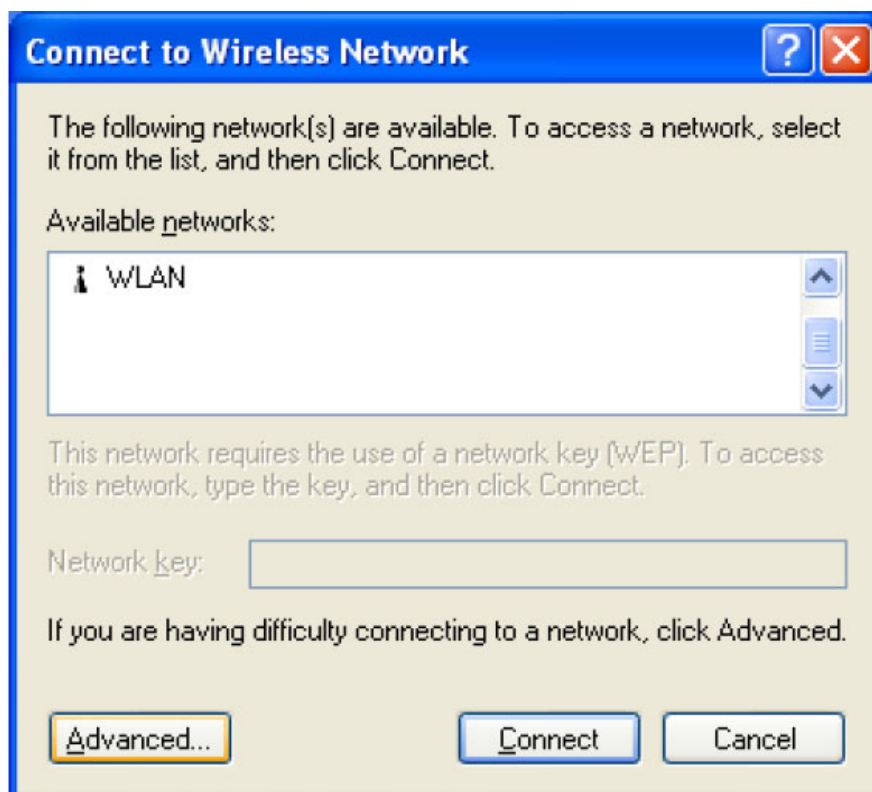 Connect to Wireless Network
The following network(s) are available. To access a network, select
it from the list, and then click Connect.
Available networks:
WLAN
This network requires the use of a network key (WEP). To access
this network, type the key, and then click Connect.
Network key:
If you are having difficulty connecting to a network, click Advanced.
Advanced... Connect Cancel